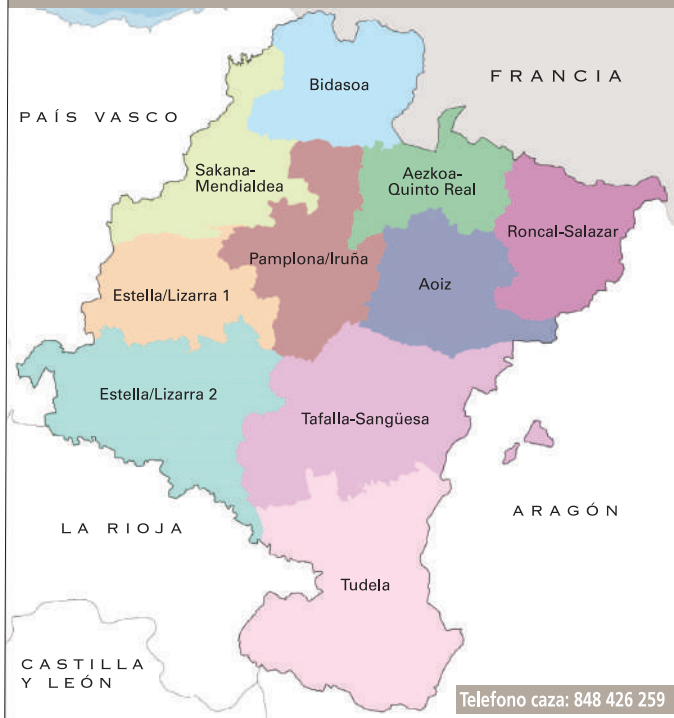 Bidasoa
FRANCIA
PAÍS VASCO
Sakana-
Mendialdea
Aezkoa-
Quinto Real
Roncal-Salazar
Pamplona/Iruña
Aoiz
Estella/Lizarra 1
Estella/Lizarra 2
Tafalla-Sangüesa
ARAGÓN
LA RIOJA
Tudela
CASTILLA
Y LEÓN
Telefono caza: 848 426 259